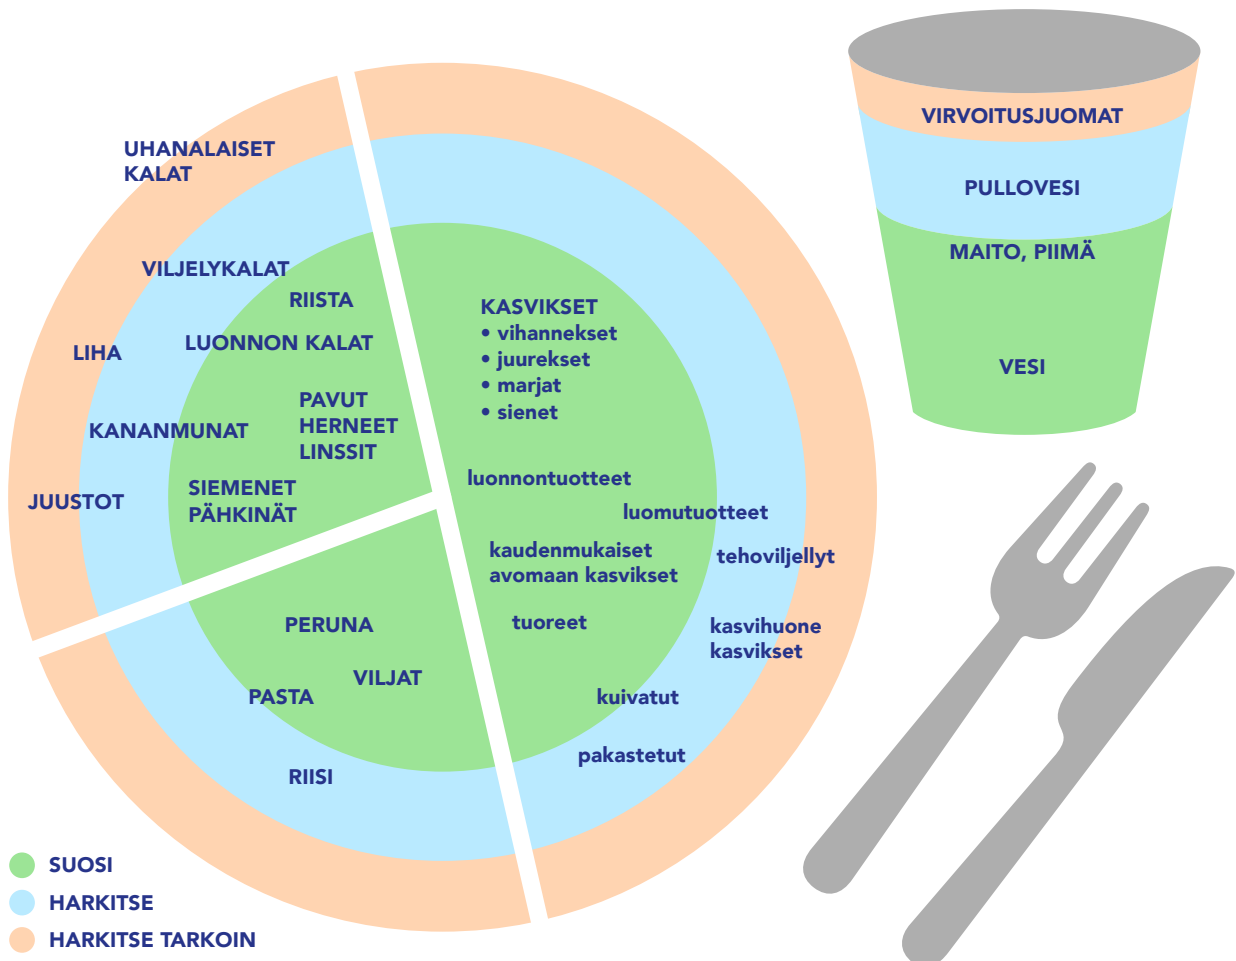 UHANALAISET
KALAT
VILJELYKALAT
RIISTA
LUONNON KALAT
LIHA
PAVUT
HERNEET
LINSSIT
KANANMUNAT
SIEMENET
PÄHKINÄT
JUUSTOT
KASVIKSET
• vihannekset
• juurekset
• marjat
• sienet
luonnontuotteet
luomutuotteet
kaudenmukaiset
avomaan kasvikset
tehoviljellyt
tuoreet
kasvihuone
kasvikset
kuivatut
pakastetut
PERUNA
VILJAT
PASTA
RIISI
VIRVOITUSJUOMAT
PULLOVESI
MAITO, PIIMÄ
VESI
SUOSI
HARKITSE
HARKITSE TARKOIN